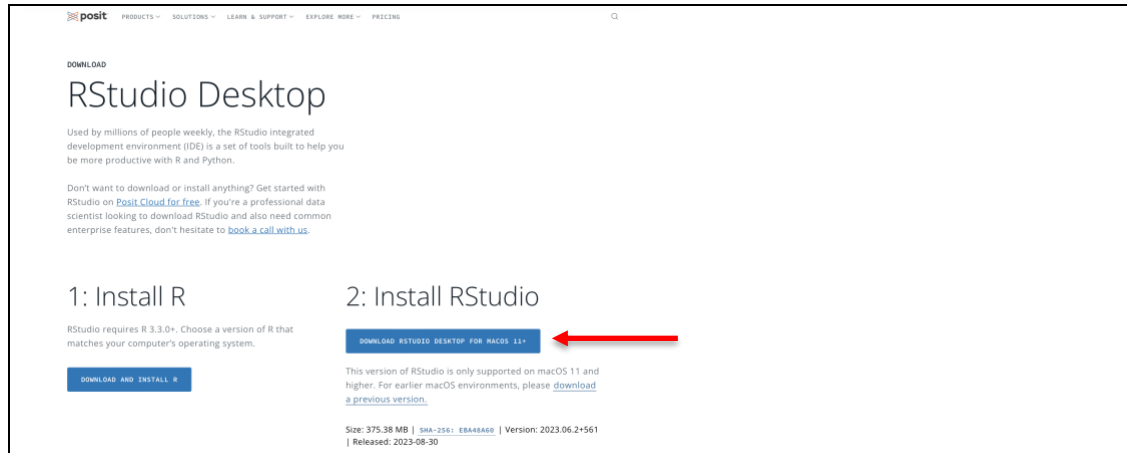 posit PRODUCTS SOLUTIONS LEARN & SUPPORT EXPLORE MORE PRICING
DOWNLOAD
RStudio Desktop
Used by millions of people weekly, the RStudio integrated
development environment (IDE) is a set of tools built to help you
be more productive with R and Python.
Don't want to download or install anything? Get started with
RStudio on Posit Cloud for free. If you're a professional data
scientist looking to download RStudio and also need common
enterprise features, don't hesitate to book a call with us.
1: Install R
RStudio requires R 3.3.0+. Choose a version of R that
matches your computer's operating system.
DOWNLOAD AND INSTALL R
2: Install RStudio
DOWNLOAD RSTUDIO DESKTOP FOR MACOS 11+
This version of RStudio is only supported on macOS 11 and
higher. For earlier macOS environments, please download
a previous version.
Size: 375.38 MB | SHA-256: EBA48A60 | Version: 2023.06.2+561
| Released: 2023-08-30